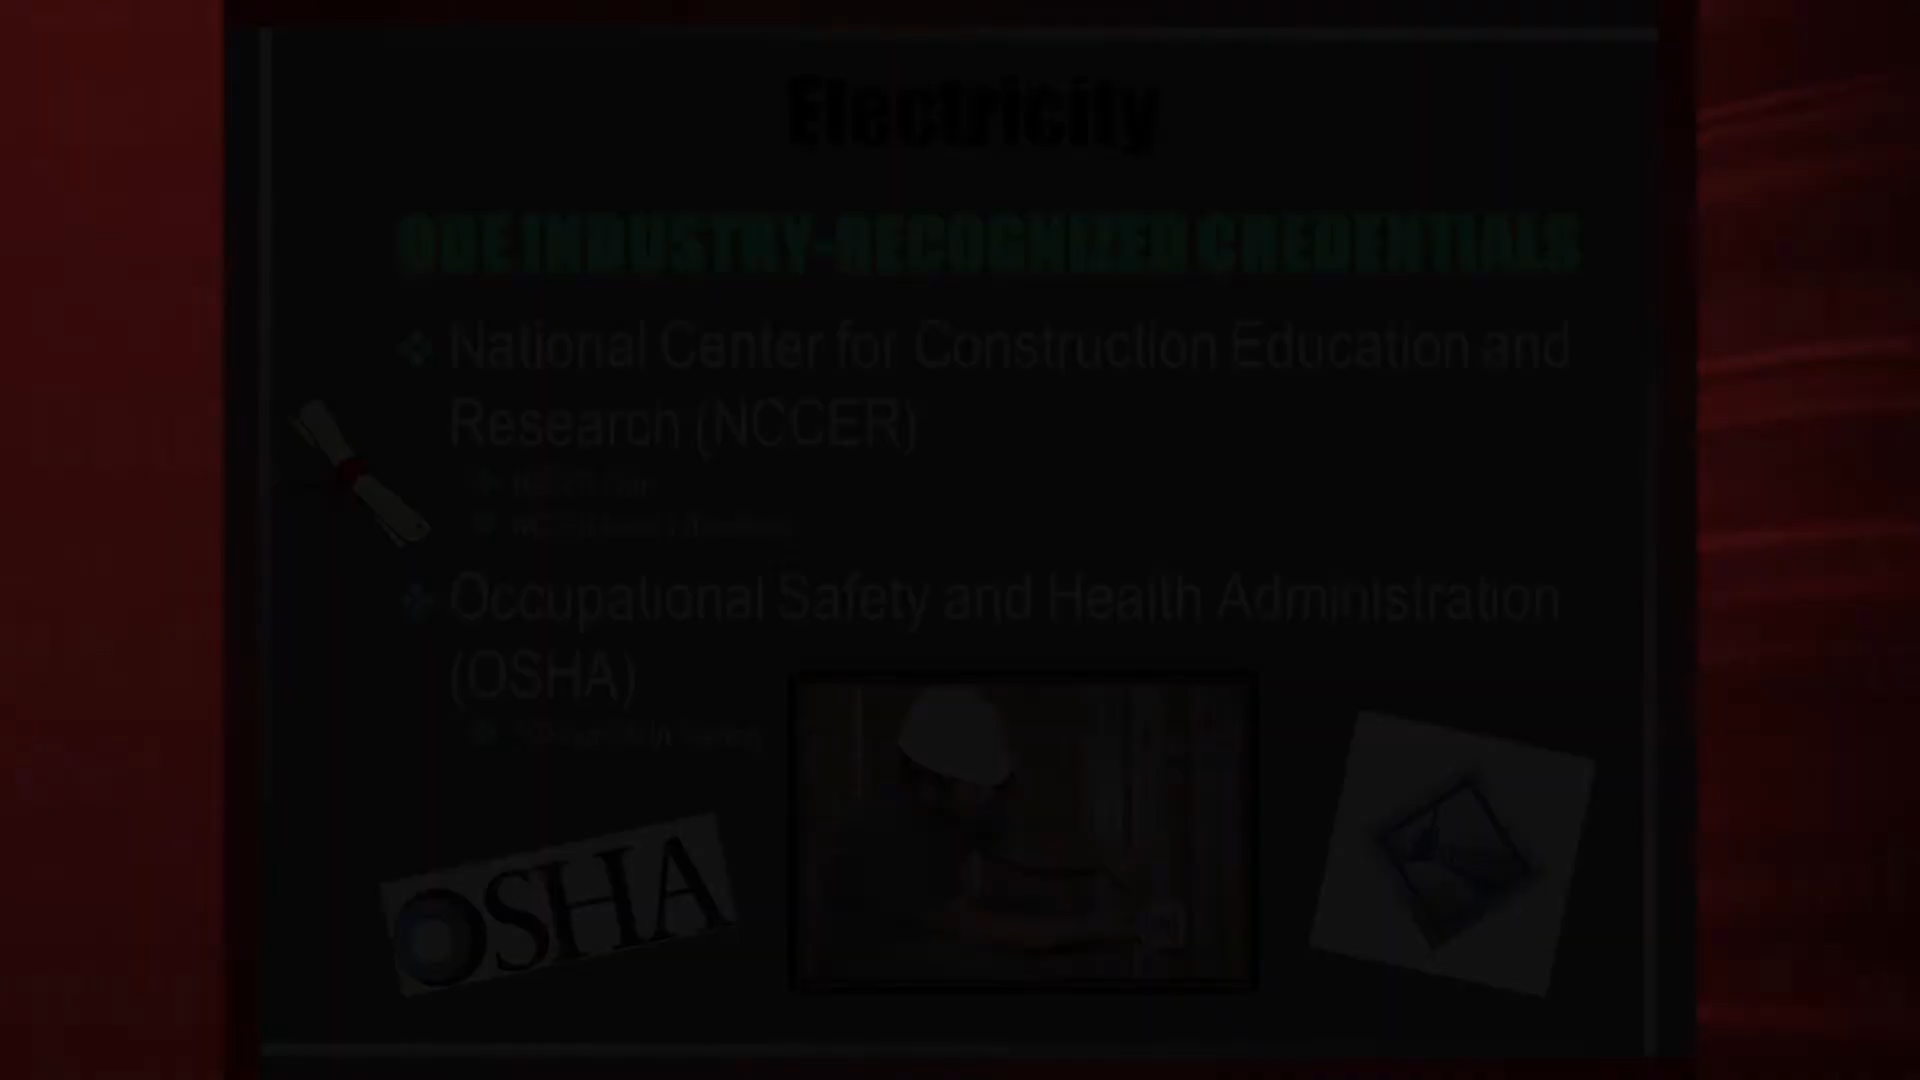 Electricity
ODE INDUSTRY-RECOGNIZED CREDENTIALS
National Center for Construction Education and
Research (NCCER)
Occupational Safety and Health Administration
(OSHA)
OSHA